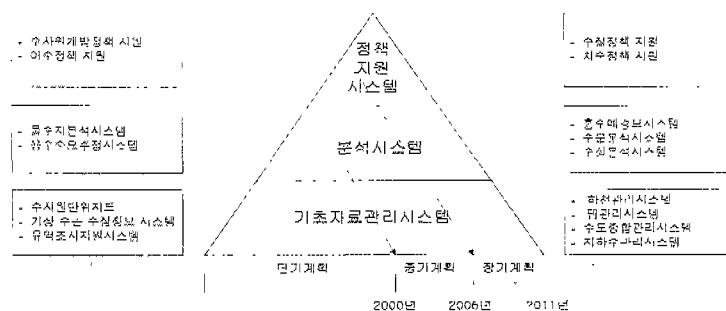 - 수자원개발정책 지원
- 이수정책 지원
- 물수지분석시스템
- 용수수요추정시스템
- 수자원단위지도
- 기상 수문 수질정보 시스템
- 유역조사지원시스템
정책
지원
시스템
분석시스템
기초자료관리시스템
단기계획
중기계획
장기계획
2000년
2006년
2011년
- 수질정책 지원
- 치수정책 지원
- 홍수예경보시스템
- 수문분석시스템
- 수질분석시스템
- 하천관리시스템
- 댐관리시스템
- 수도종합관리시스템
- 지하수관리시스템